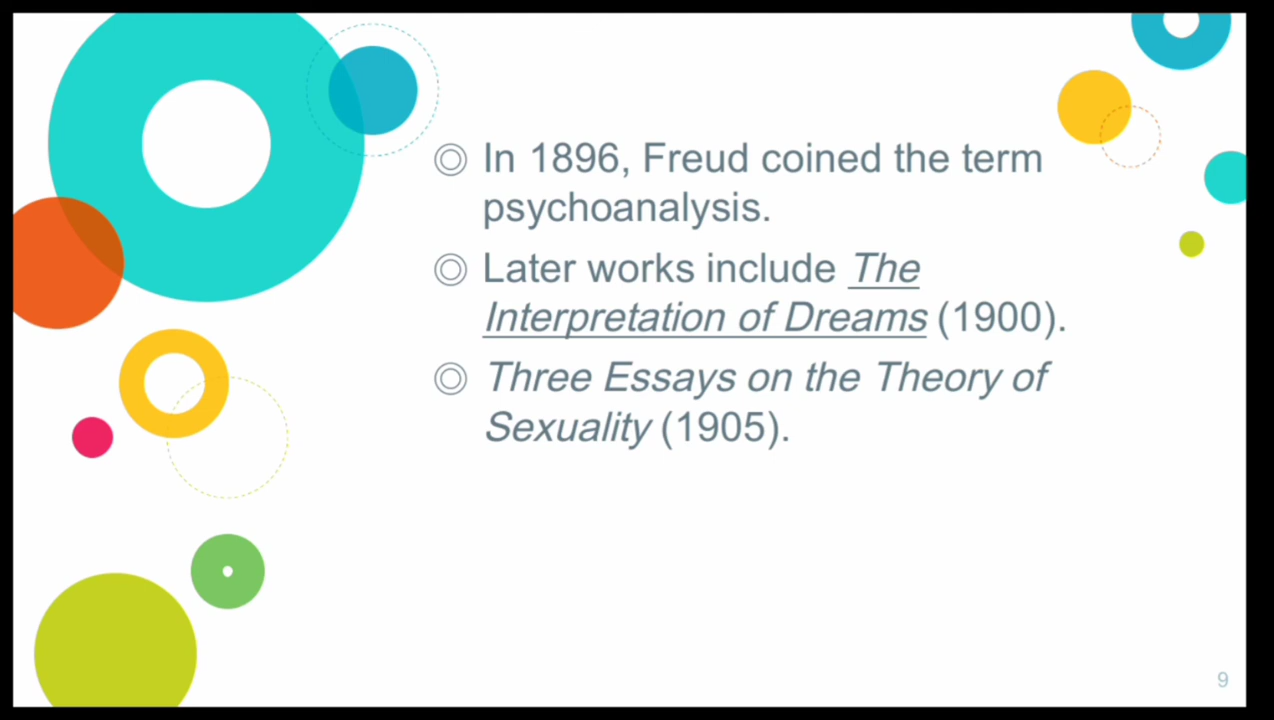 In 1896, Freud coined the term
psychoanalysis.
Later works include The
Interpretation of Dreams (1900).
Three Essays on the Theory of
Sexuality (1905).
9